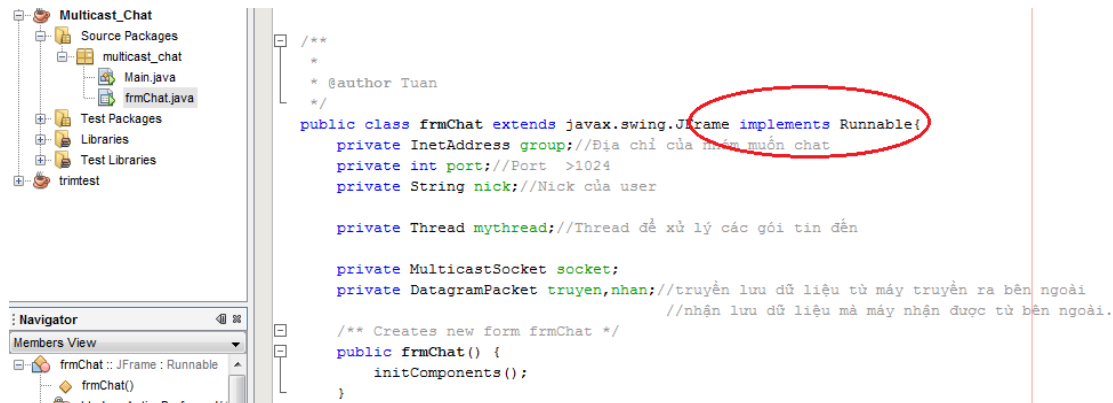 Multicast_Chat
Source Packages
multicast_chat
Main.java
frmChat.java
Test Packages
Libraries
Test Libraries
trimtest
Navigator
Members View
frmChat :: JFrame : Runnable
frmChat()
/**
*
* @author Tuan
*/
public class frmChat extends javax.swing.JFrame implements Runnable{
private InetAddress group;//Địa chỉ của nhóm muốn chat
private int port;//Port >1024
private String nick;//Nick của user
private Thread mythread;//Thread để xử lý các gói tin đến
private MulticastSocket socket;
private DatagramPacket truyen,nhan;//truyền lưu dữ liệu từ máy truyền ra bên ngoài
//nhận lưu dữ liệu mà máy nhận được từ bên ngoài.
/** Creates new form frmChat */
public frmChat() {
initComponents();
}